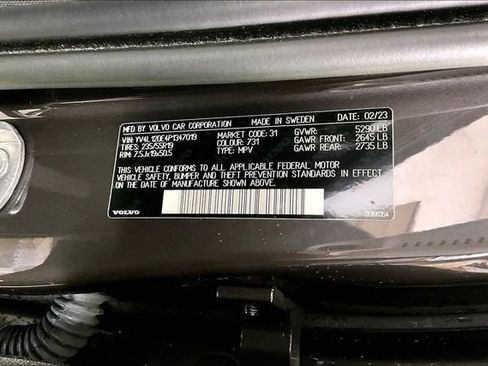 MFD. BY VOLVO CAR CORPORATION MADE IN SWEDEN DATE: 02/23
VIN: YV4L12OE4P1347019 MARKET CODE: 31 GVWR: 5290 LB
TIRES: 235/55R19 COLOUR: 731 GAWR FRONT: 2645 LB
RIM: 7.5Jx19x50.5 TYPE: MPV GAWR REAR: 2735 LB
THIS VEHICLE CONFORMS TO ALL APPLICABLE FEDERAL MOTOR
VEHICLE SAFETY, BUMPER AND THEFT PREVENTION STANDARDS IN EFFECT
ON THE DATE OF MANUFACTURE SHOWN ABOVE.
VOLVO